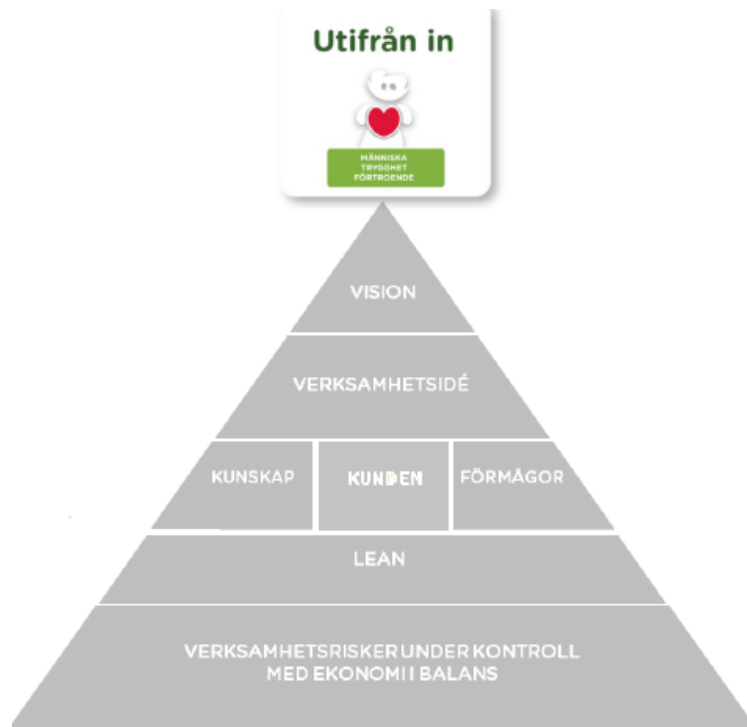 Utifrån in
MÄNNISKA
TRYGGHET
FÖRTROENDE
VISION
VERKSAMHETSIDÉ
KUNSKAP KUNDEN FÖRMÅGOR
LEAN
VERKSAMHETSRISKER UNDER KONTROLL
MED EKONOMI I BALANS